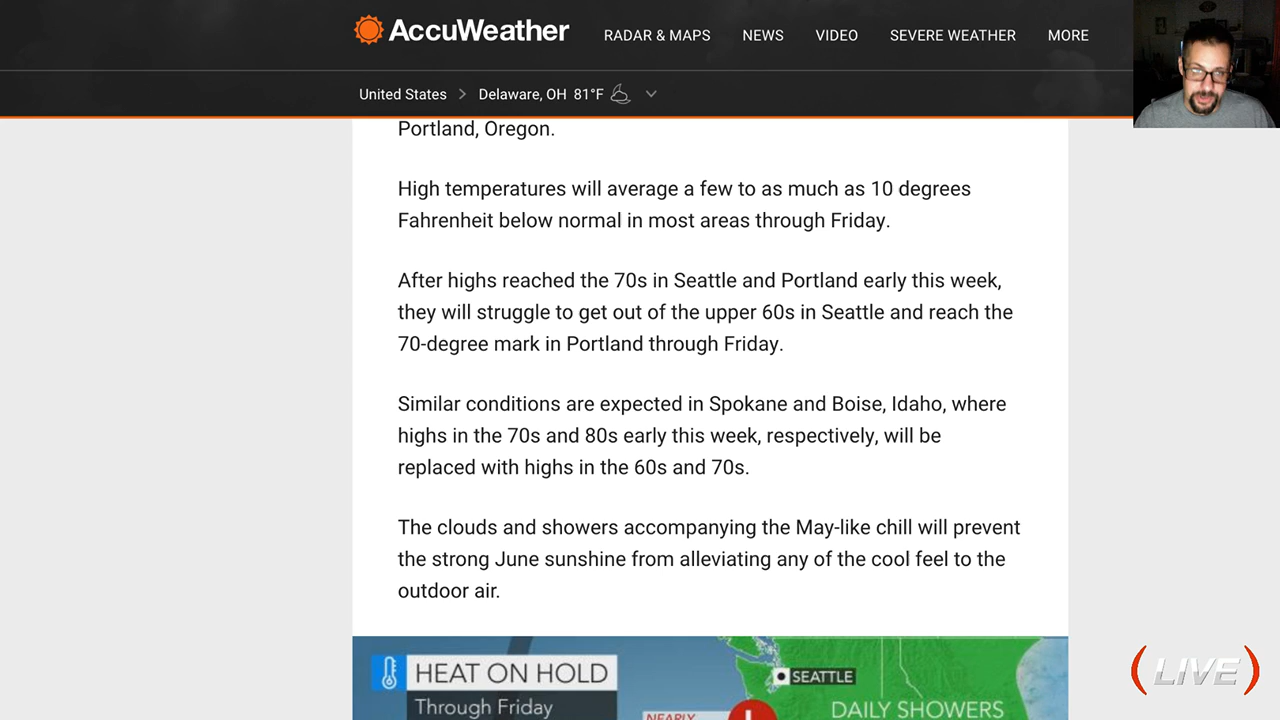 AccuWeather
RADAR & MAPS NEWS VIDEO SEVERE WEATHER MORE
United States > Delaware, OH 81°F
Portland, Oregon.
High temperatures will average a few to as much as 10 degrees
Fahrenheit below normal in most areas through Friday.
After highs reached the 70s in Seattle and Portland early this week,
they will struggle to get out of the upper 60s in Seattle and reach the
70-degree mark in Portland through Friday.
Similar conditions are expected in Spokane and Boise, Idaho, where
highs in the 70s and 80s early this week, respectively, will be
replaced with highs in the 60s and 70s.
The clouds and showers accompanying the May-like chill will prevent
the strong June sunshine from alleviating any of the cool feel to the
outdoor air.
HEAT ON HOLD
Through Friday
SEATTLE
NEARLY
DAILY SHOWERS
(LIVE)